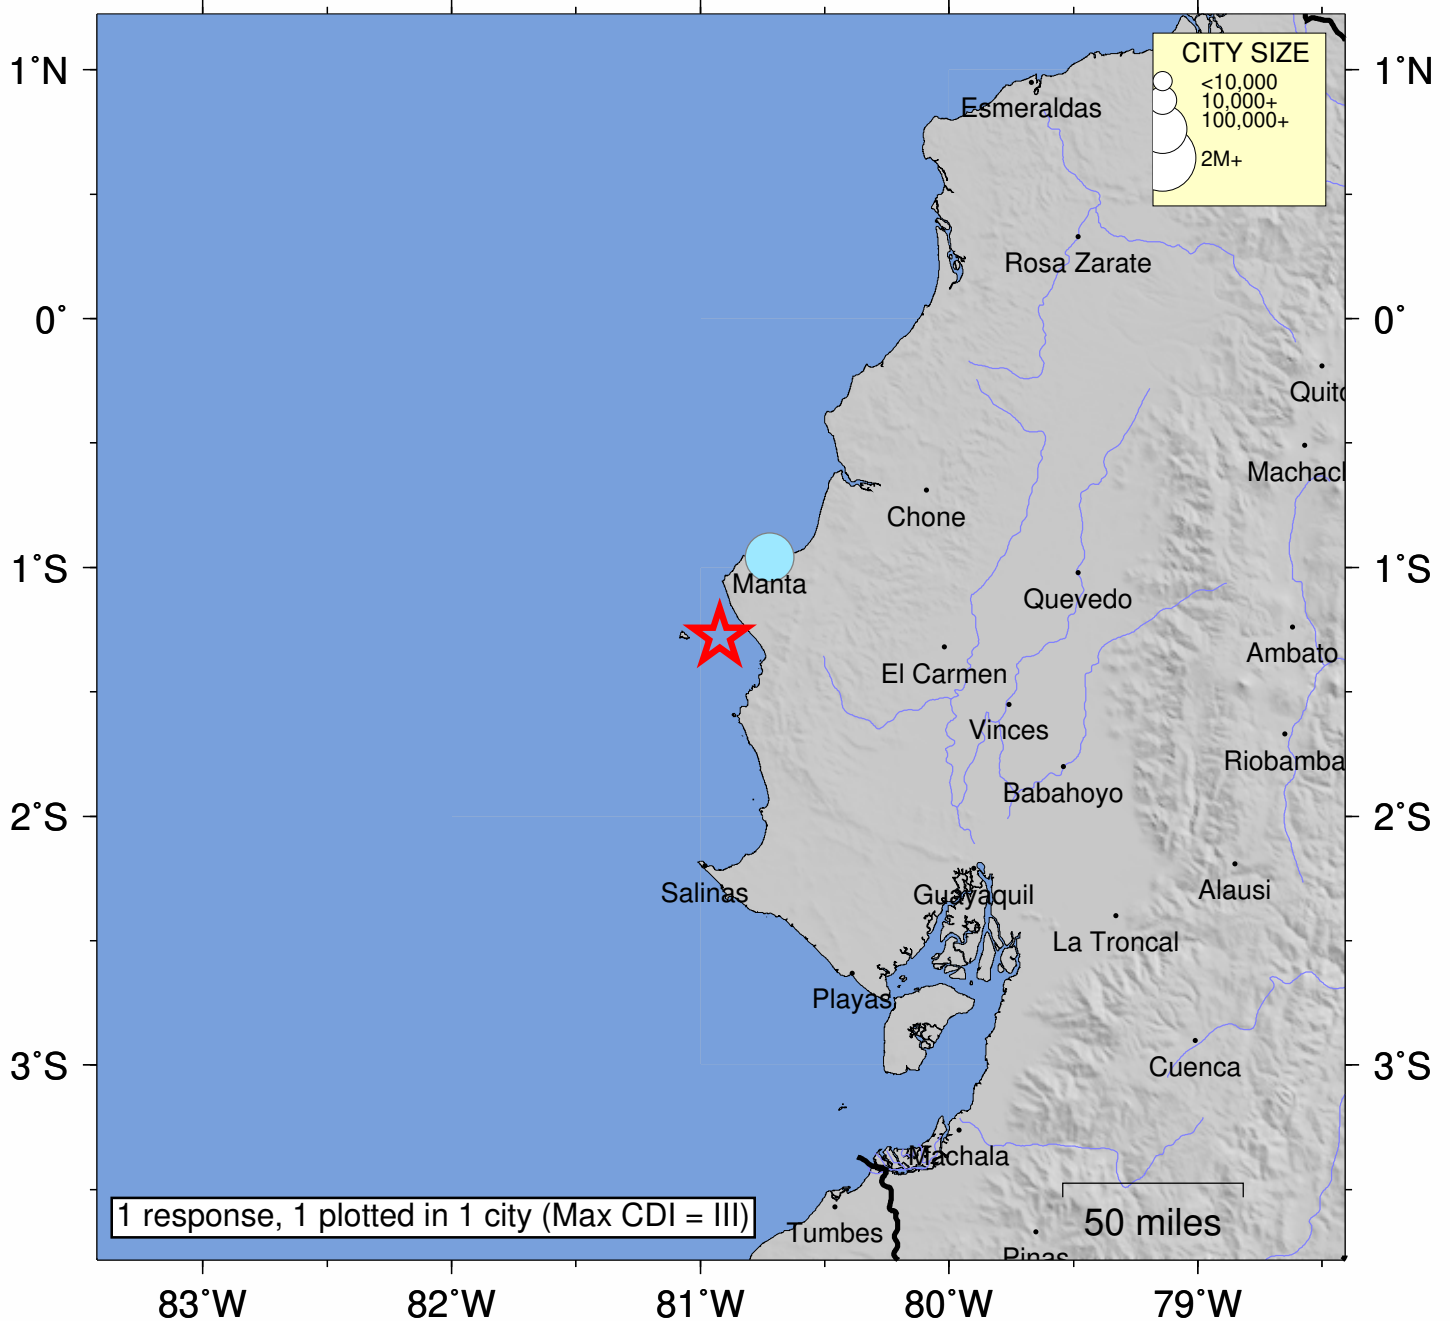 CITY SIZE
<10,000
10,000+
100,000+
2M+
1˚N
1˚N
Esmeraldas
Rosa Zarate
0˚
0˚
Quito
Machacl
Chone
1˚S
1˚S
Manta
Quevedo
Ambato
El Carmen
Vinces
Riobamba
Babahoyo
2˚S
2˚S
Salinas
Guayaquil
Alausi
La Troncal
Playas
3˚S
3˚S
Cuenca
Machala
1 response, 1 plotted in 1 city (Max CDI = III)
50 miles
Tumbes
Pinas
83˚W
82˚W
81˚W
80˚W
79˚W